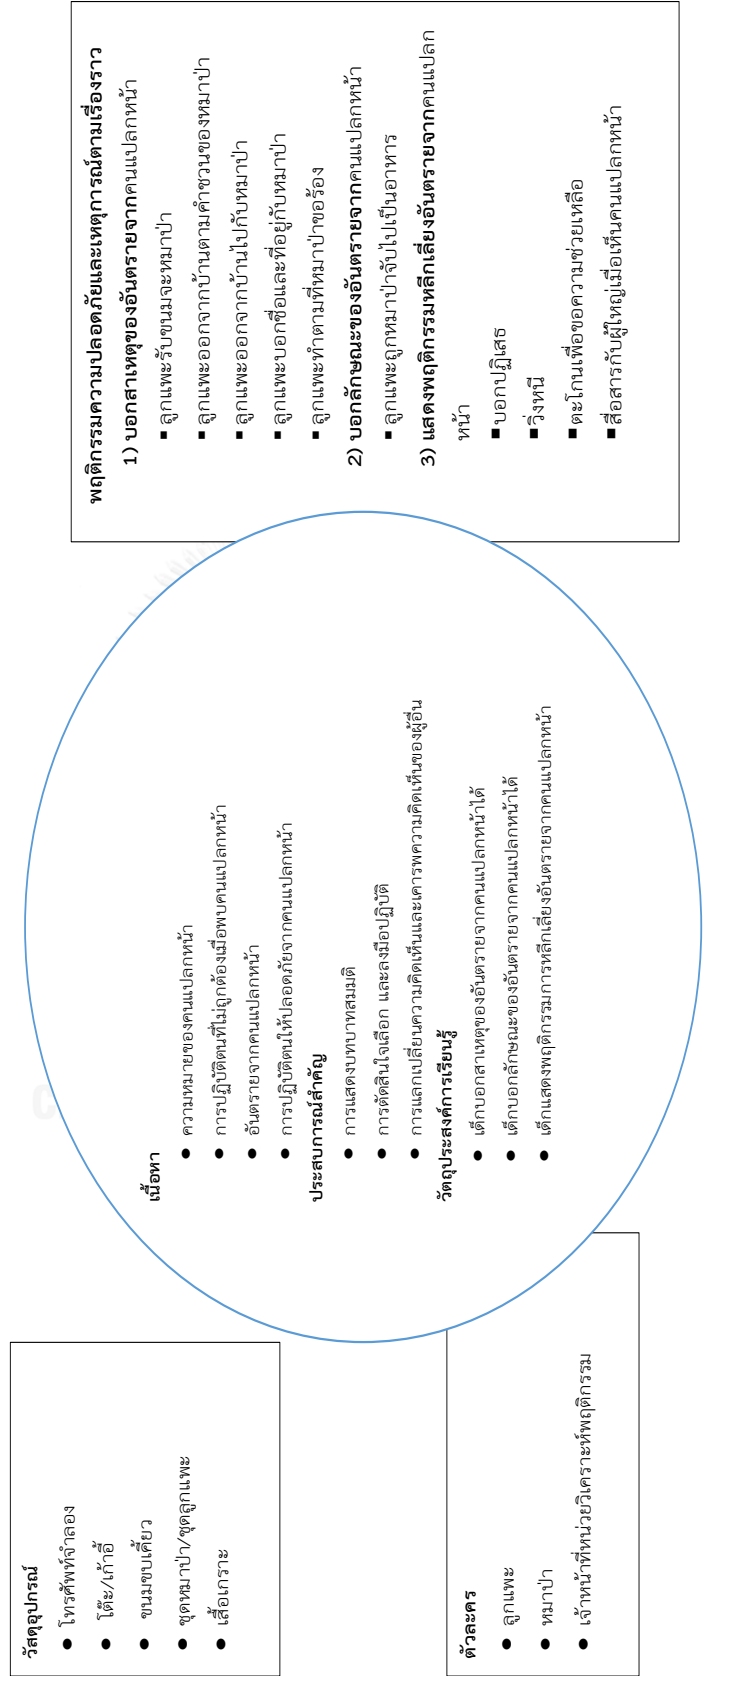 วัสดุอุปกรณ์
● โทรศัพท์จำลอง
● โต๊ะ/เก้าอี้
● ขนมขบเคี้ยว
● ชุดหมาป่า/ชุดลูกแพะ
● เสื้อเกราะ
ตัวละคร
● ลูกแพะ
● หมาป่า
● เจ้าหน้าที่หน่วยวิเคราะห์พฤติกรรม
เนื้อหา
● ความหมายของคนแปลกหน้า
● การปฏิบัติตนที่ไม่ถูกต้องเมื่อพบคนแปลกหน้า
● อันตรายจากคนแปลกหน้า
● การปฏิบัติตนให้ปลอดภัยจากคนแปลกหน้า
ประสบการณ์สำคัญ
● การแสดงบทบาทสมมติ
● การตัดสินใจเลือก และลงมือปฏิบัติ
● การแลกเปลี่ยนความคิดเห็นและเคารพความคิดเห็นของผู้อื่น
วัตถุประสงค์การเรียนรู้
● เด็กบอกสาเหตุของอันตรายจากคนแปลกหน้าได้
● เด็กบอกลักษณะของอันตรายจากคนแปลกหน้าได้
● เด็กแสดงพฤติกรรมการหลีกเลี่ยงอันตรายจากคนแปลกหน้า
พฤติกรรมความปลอดภัยและเหตุการณ์ตามเรื่องราว
1) บอกสาเหตุของอันตรายจากคนแปลกหน้า
▪ ลูกแพะรับขนมจะหมาป่า
▪ ลูกแพะออกจากบ้านตามคำชวนของหมาป่า
▪ ลูกแพะออกจากบ้านไปกับหมาป่า
▪ ลูกแพะบอกชื่อและที่อยู่กับหมาป่า
▪ ลูกแพะทำตามที่หมาป่าขอร้อง
2) บอกลักษณะของอันตรายจากคนแปลกหน้า
▪ ลูกแพะถูกหมาป่าจับไปเป็นอาหาร
3) แสดงพฤติกรรมหลีกเลี่ยงอันตรายจากคนแปลก
หน้า
▪ บอกปฏิเสธ
▪ วิ่งหนี
▪ ตะโกนเพื่อขอความช่วยเหลือ
▪ สื่อสารกับผู้ใหญ่เมื่อเห็นคนแปลกหน้า